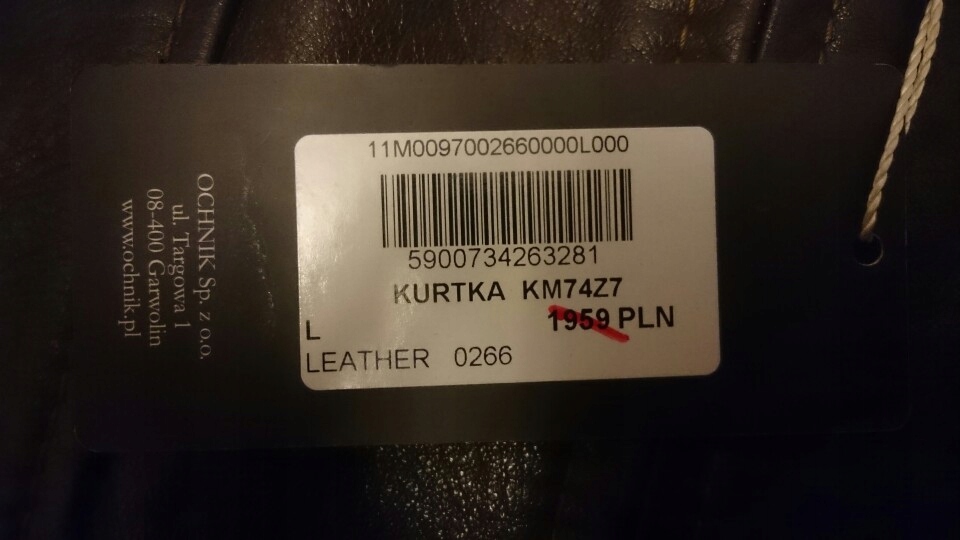 11M0097002660000L000
5900734263281
KURTKA KM74Z7
1959 PLN
L
LEATHER 0266
OCHNIK Sp. z o.o.
ul. Targowa 1
08-400 Garwolin
www.ochnik.pl